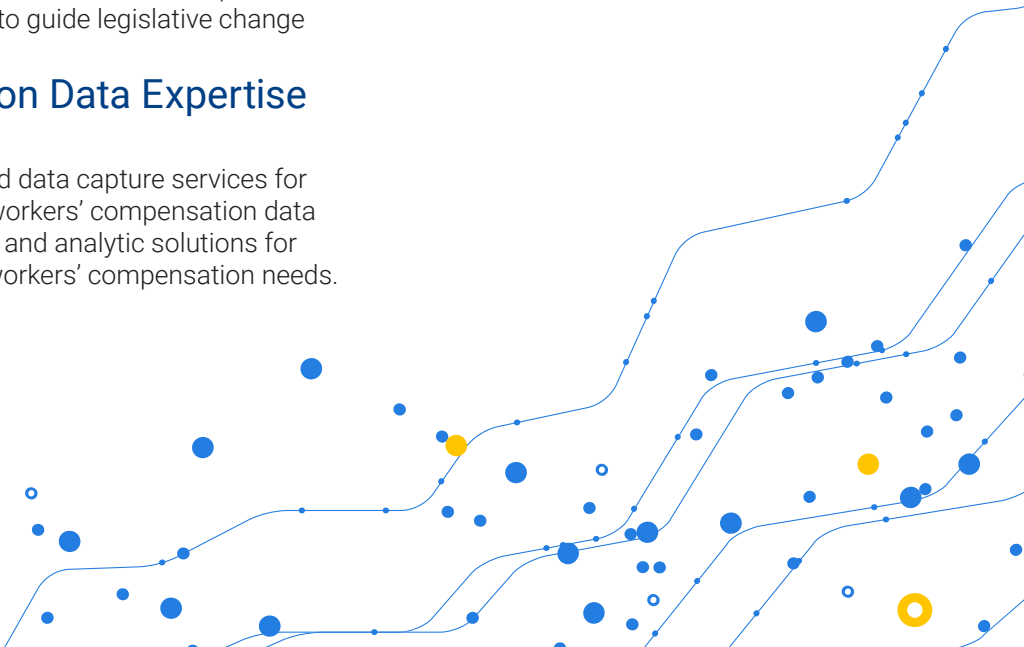 to guide legislative change
on Data Expertise
d data capture services for
workers’ compensation data
and analytic solutions for
workers’ compensation needs.